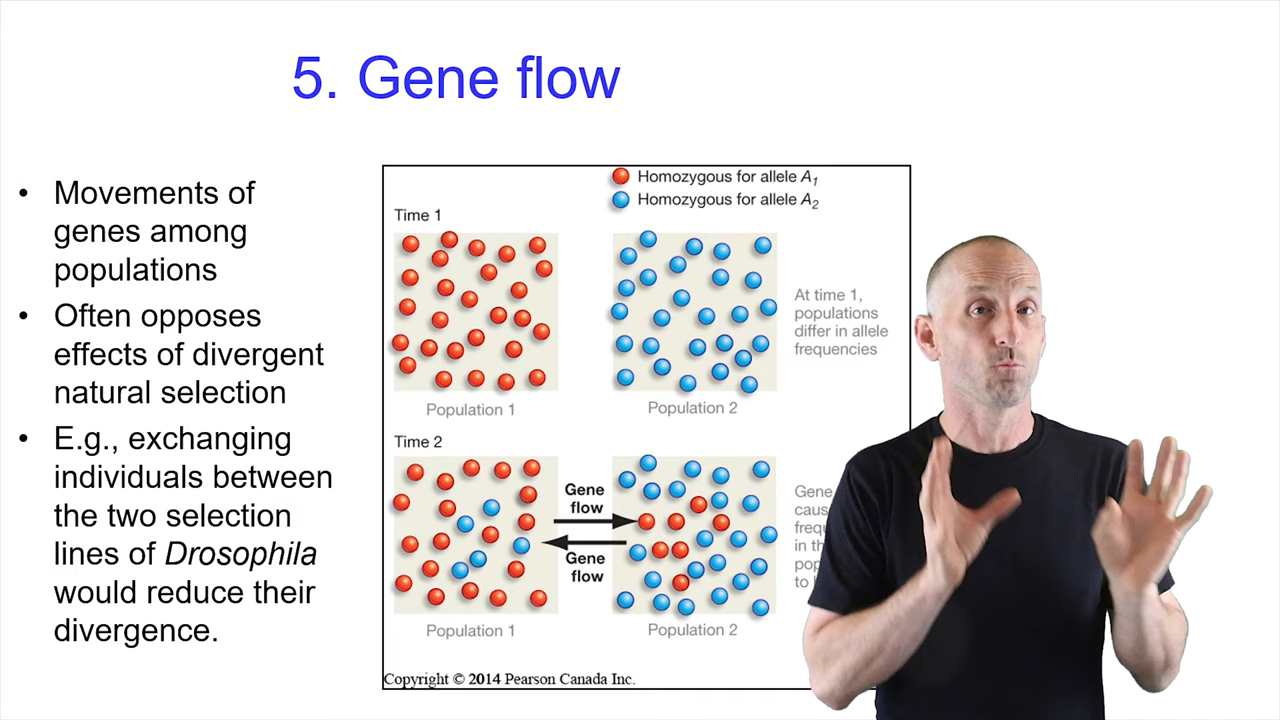 5. Gene flow
• Movements of
genes among
populations
• Often opposes
effects of divergent
natural selection
• E.g., exchanging
individuals between
the two selection
lines of Drosophila
would reduce their
divergence.
Homozygous for allele A1
Homozygous for allele A2
Time 1
At time 1,
populations
differ in allele
frequencies
Population 1
Population 2
Time 2
Gene
flow
Gene
flow
Gene
in
to
Population 1
Population 2
Copyright © 2014 Pearson Canada Inc.